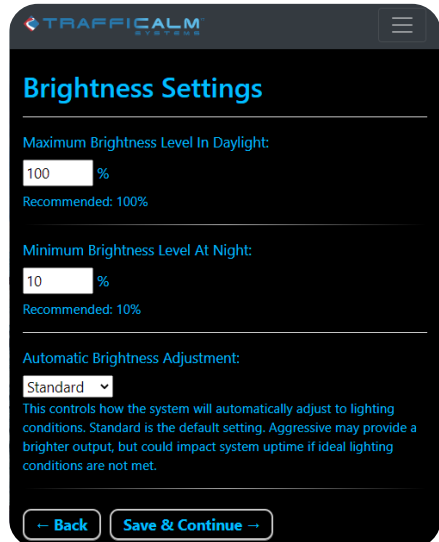 TRAFFICALM
SYSTEMS
Brightness Settings
Maximum Brightness Level In Daylight:
100 %
Recommended: 100%
Minimum Brightness Level At Night:
10 %
Recommended: 10%
Automatic Brightness Adjustment:
Standard
This controls how the system will automatically adjust to lighting
conditions. Standard is the default setting. Aggressive may provide a
brighter output, but could impact system uptime if ideal lighting
conditions are not met.
← Back Save & Continue →